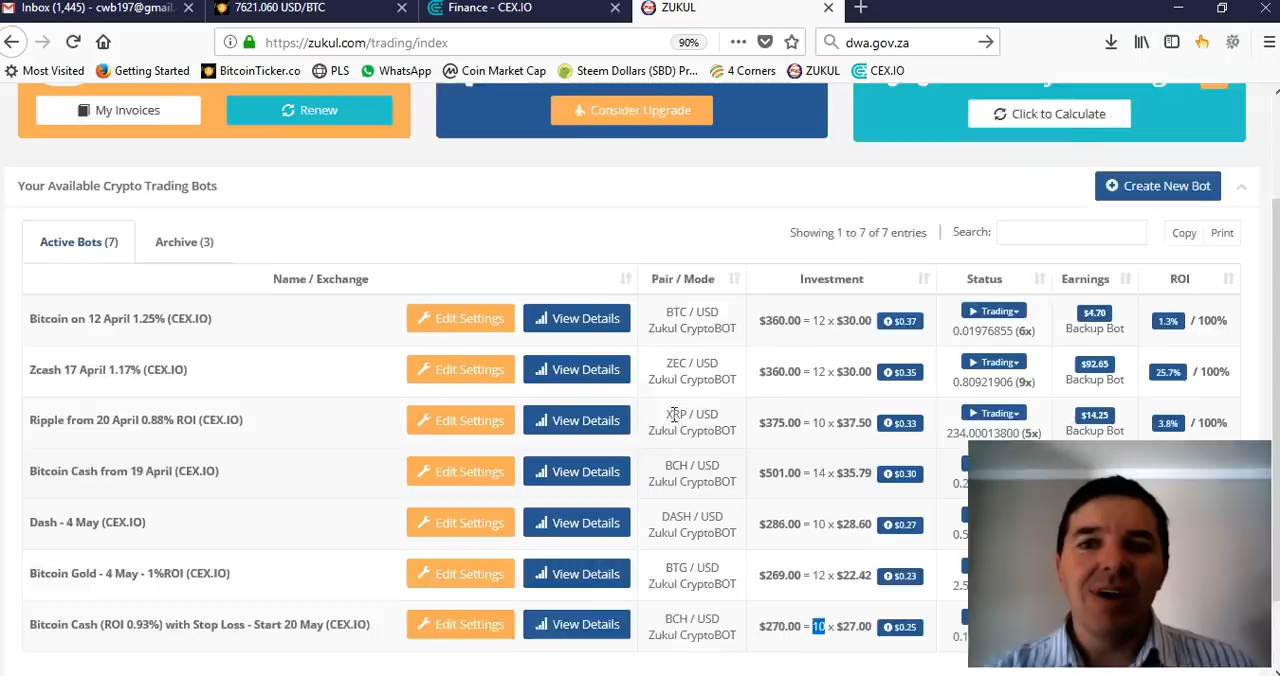 Inbox (1,445) - cwb197@gmail.
7621.060 USD/BTC
Finance - CEX.IO
ZUKUL
https://zukul.com/trading/index
90%
dwa.gov.za
Most Visited
Getting Started
BitcoinTicker.co
PLS
WhatsApp
Coin Market Cap
Steem Dollars (SBD) Pr...
4 Corners
ZUKUL
CEX.IO
My Invoices
Renew
Consider Upgrade
Click to Calculate
Your Available Crypto Trading Bots
Create New Bot
Active Bots (7)
Archive (3)
Showing 1 to 7 of 7 entries
Search:
Copy
Print
Name / Exchange
Pair / Mode
Investment
Status
Earnings
ROI
Bitcoin on 12 April 1.25% (CEX.IO)
Edit Settings
View Details
BTC / USD
Zukul CryptoBOT
$360.00 = 12 x $30.00
$0.37
Trading
0.01976855 (6x)
$4.70
Backup Bot
1.3% / 100%
Zcash 17 April 1.17% (CEX.IO)
Edit Settings
View Details
ZEC / USD
Zukul CryptoBOT
$360.00 = 12 x $30.00
$0.35
Trading
0.80921906 (9x)
$92.65
Backup Bot
25.7% / 100%
Ripple from 20 April 0.88% ROI (CEX.IO)
Edit Settings
View Details
XRP / USD
Zukul CryptoBOT
$375.00 = 10 x $37.50
$0.33
Trading
234.00013800 (5x)
$14.25
Backup Bot
3.8% / 100%
Bitcoin Cash from 19 April (CEX.IO)
Edit Settings
View Details
BCH / USD
Zukul CryptoBOT
$501.00 = 14 x $35.79
$0.30
Dash - 4 May (CEX.IO)
Edit Settings
View Details
DASH / USD
Zukul CryptoBOT
$286.00 = 10 x $28.60
$0.27
Bitcoin Gold - 4 May - 1%ROI (CEX.IO)
Edit Settings
View Details
BTG / USD
Zukul CryptoBOT
$269.00 = 12 x $22.42
$0.23
Bitcoin Cash (ROI 0.93%) with Stop Loss - Start 20 May (CEX.IO)
Edit Settings
View Details
BCH / USD
Zukul CryptoBOT
$270.00 = 10 x $27.00
$0.25